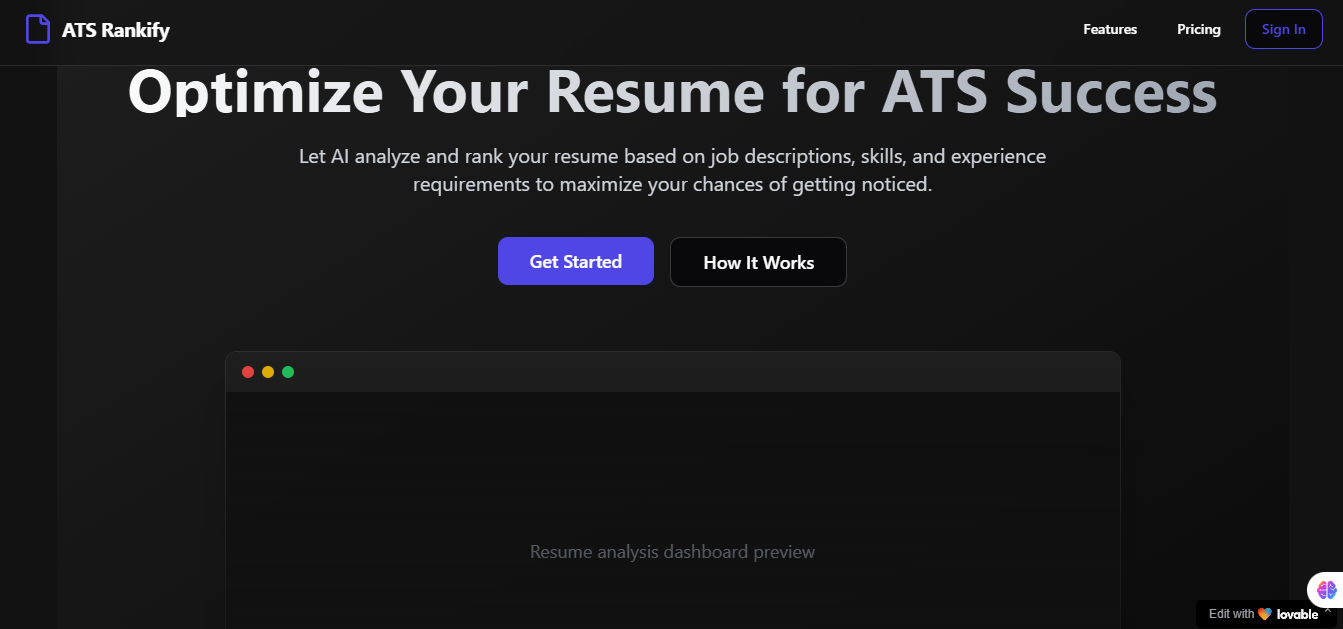 ATS Rankify
Features
Pricing
Sign In
Optimize Your Resume for ATS Success
Let AI analyze and rank your resume based on job descriptions, skills, and experience
requirements to maximize your chances of getting noticed.
Get Started
How It Works
Resume analysis dashboard preview
Edit with lovable